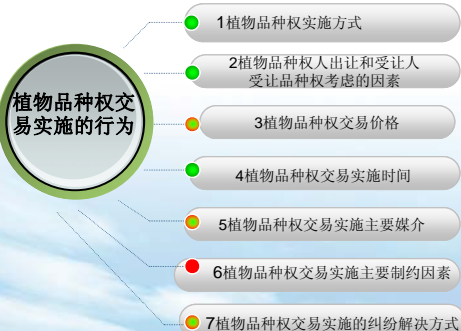 植物品种权交
易实施的行为
1植物品种权实施方式
2植物品种权人出让和受让人
受让品种权考虑的因素
3植物品种权交易价格
4植物品种权交易实施时间
5植物品种权交易实施主要媒介
6植物品种权交易实施主要制约因素
7植物品种权交易实施的纠纷解决方式